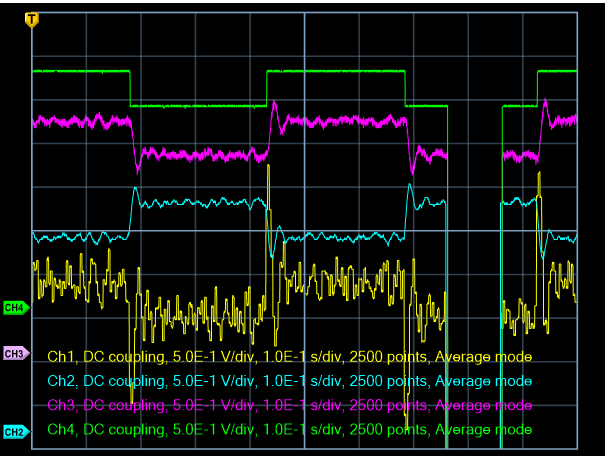 T
CH4
CH3
Ch1, DC coupling, 5.0E-1 V/div, 1.0E-1 s/div, 2500 points, Average mode
Ch2, DC coupling, 5.0E-1 V/div, 1.0E-1 s/div, 2500 points, Average mode
Ch3, DC coupling, 5.0E-1 V/div, 1.0E-1 s/div, 2500 points, Average mode
Ch4, DC coupling, 5.0E-1 V/div, 1.0E-1 s/div, 2500 points, Average mode
CH2